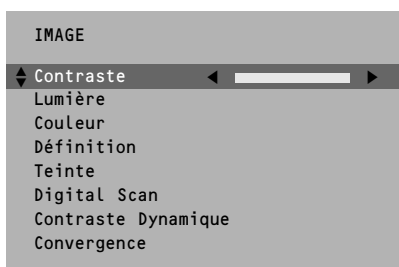 IMAGE
Contraste
Lumière
Couleur
Définition
Teinte
Digital Scan
Contraste Dynamique
Convergence